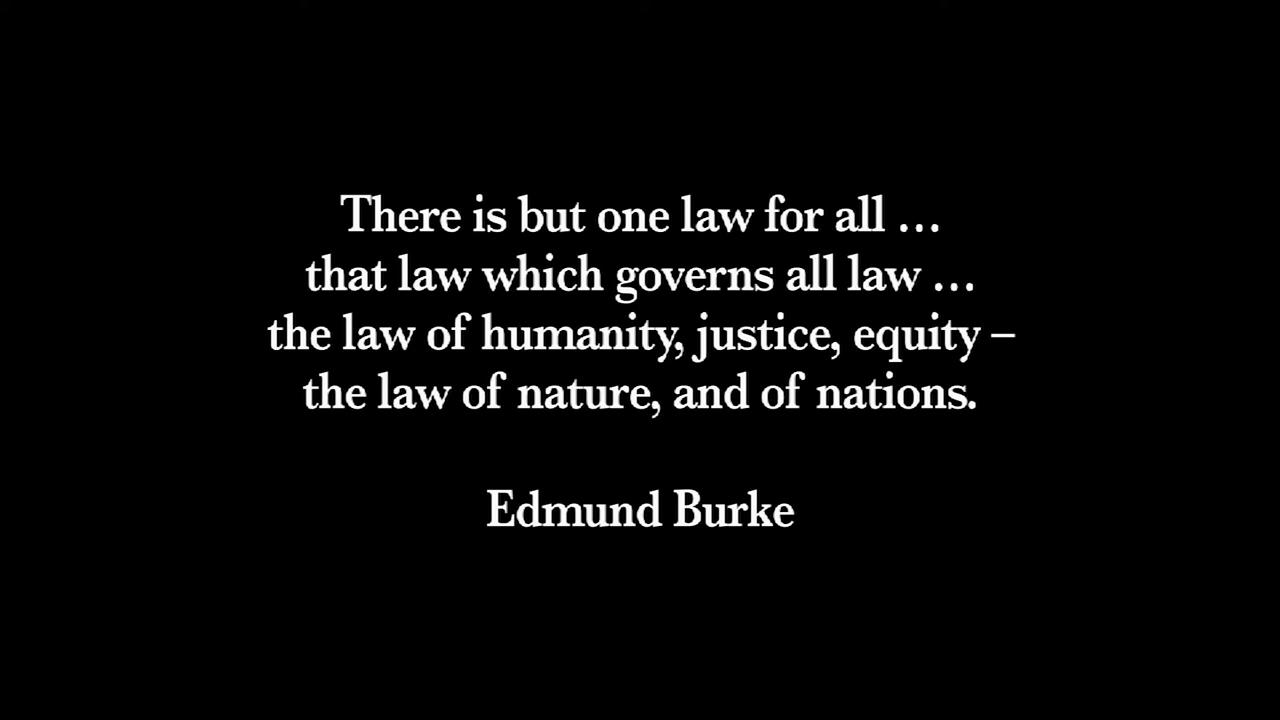 There is but one law for all …
that law which governs all law …
the law of humanity, justice, equity –
the law of nature, and of nations.
Edmund Burke